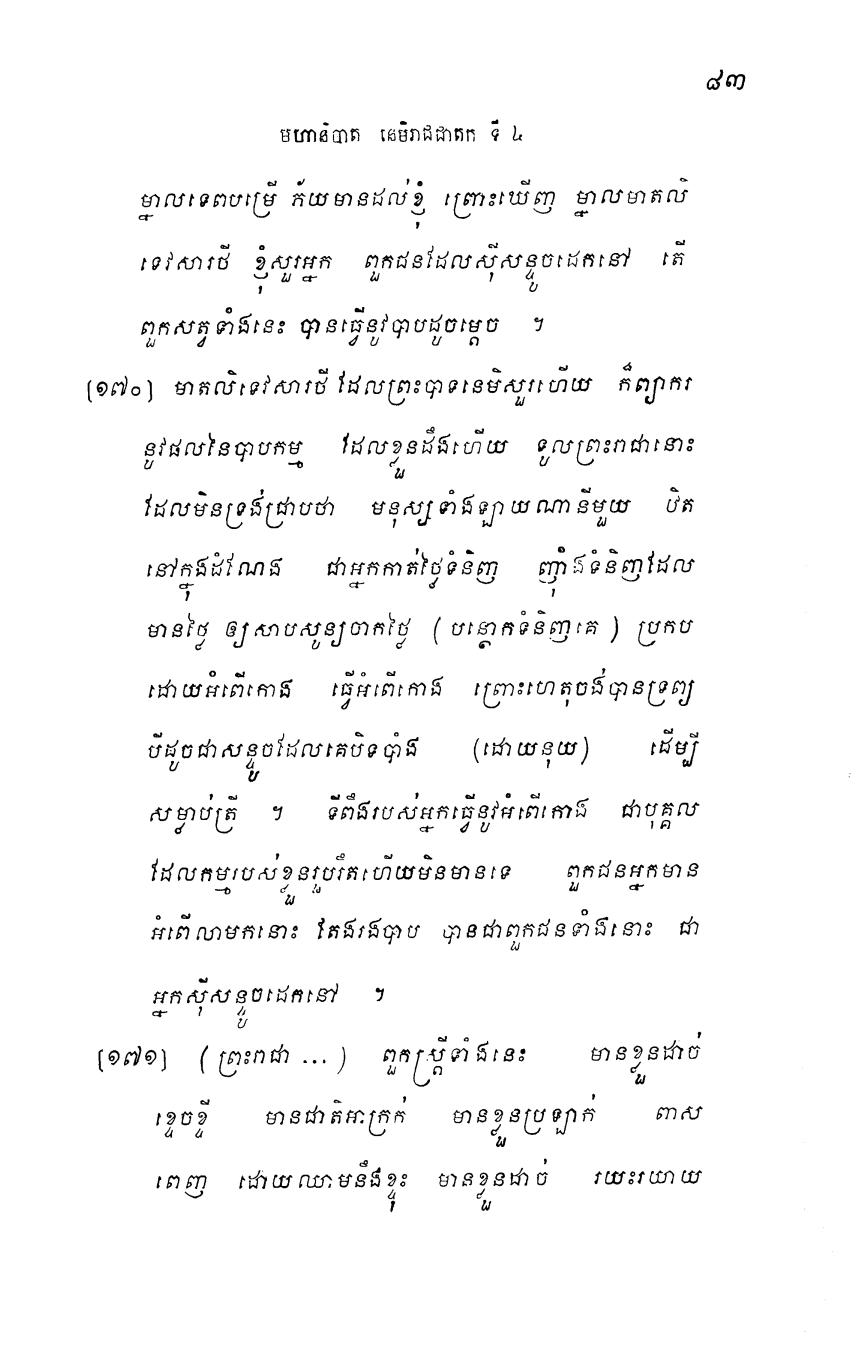 ៨៣
មហានិបាត នេមិរាជជាតក ទី ៤
ម្នាលទេពបម្រើ ភ័យមានដល់ខ្ញុំ ព្រោះឃើញ ម្នាលមាតលិ
ទេវសារថី ខ្ញុំសួរអ្នក ពួកជនដែលស៊ីសន្ទូចដេកនៅ តើ
ពួកសត្វទាំងនេះ បានធ្វើនូវបាបដូចម្តេច ។
[១៧០] មាតលិទេវសារថី ដែលព្រះបាទនេមិសួរហើយ ក៏ព្យាករ
នូវផលនៃបាបកម្ម ដែលខ្លួនដឹងហើយ ទូលព្រះរាជានោះ
ដែលមិនទ្រង់ជ្រាបថា មនុស្សទាំងឡាយណានីមួយ ឋិត
នៅក្នុងដំណែង ជាអ្នកកាត់ថ្លៃទំនិញ ញ៉ាំងទំនិញដែល
មានថ្លៃ ឲ្យសាបសូន្យចាកថ្លៃ ( បន្តោកទំនិញគេ ) ប្រកប
ដោយអំពើកោង ធ្វើអំពើកោង ព្រោះហេតុចង់បានទ្រព្យ
បីដូចជាសន្ទូចដែលគេបិទបាំង (ដោយនុយ) ដើម្បី
សម្លាប់ត្រី ។ ទីពឹងរបស់អ្នកធ្វើនូវអំពើកោង ជាបុគ្គល
ដែលកម្មរបស់ខ្លួនរួបរឹតហើយមិនមានទេ ពួកជនអ្នកមាន
អំពើលាមកនោះ តែងរងបាប បានជាពួកជនទាំងនោះ ជា
អ្នកស៊ីសន្ទូចដេកនៅ ។
[១៧១] ( ព្រះរាជា ... ) ពួកស្ត្រីទាំងនេះ មានខ្លួនដាច់
ខ្ទេចខ្ទី មានជាតិអាក្រក់ មានខ្លួនប្រឡាក់ ពាស
ពេញ ដោយឈាមនឹងខ្ទុះ មានខ្លួនដាច់ រយះរយាយ